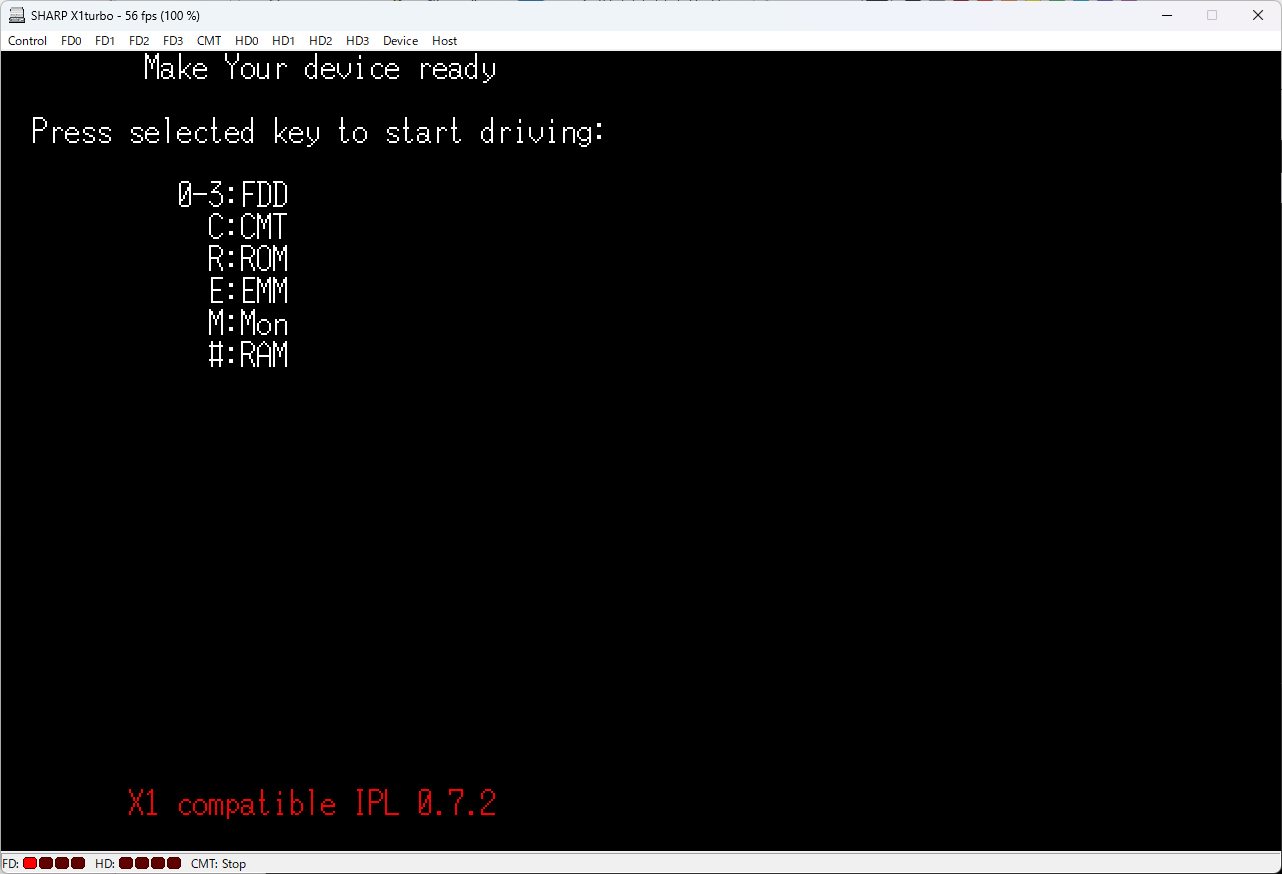 SHARP X1turbo - 56 fps (100 %)
Control FD0 FD1 FD2 FD3 CMT HD0 HD1 HD2 HD3 Device Host
Make Your device ready
Press selected key to start driving:
0-3:FDD
C:CMT
R:ROM
E:EMM
M:Mon
#:RAM
X1 compatible IPL 0.7.2
FD: HD: CMT: Stop